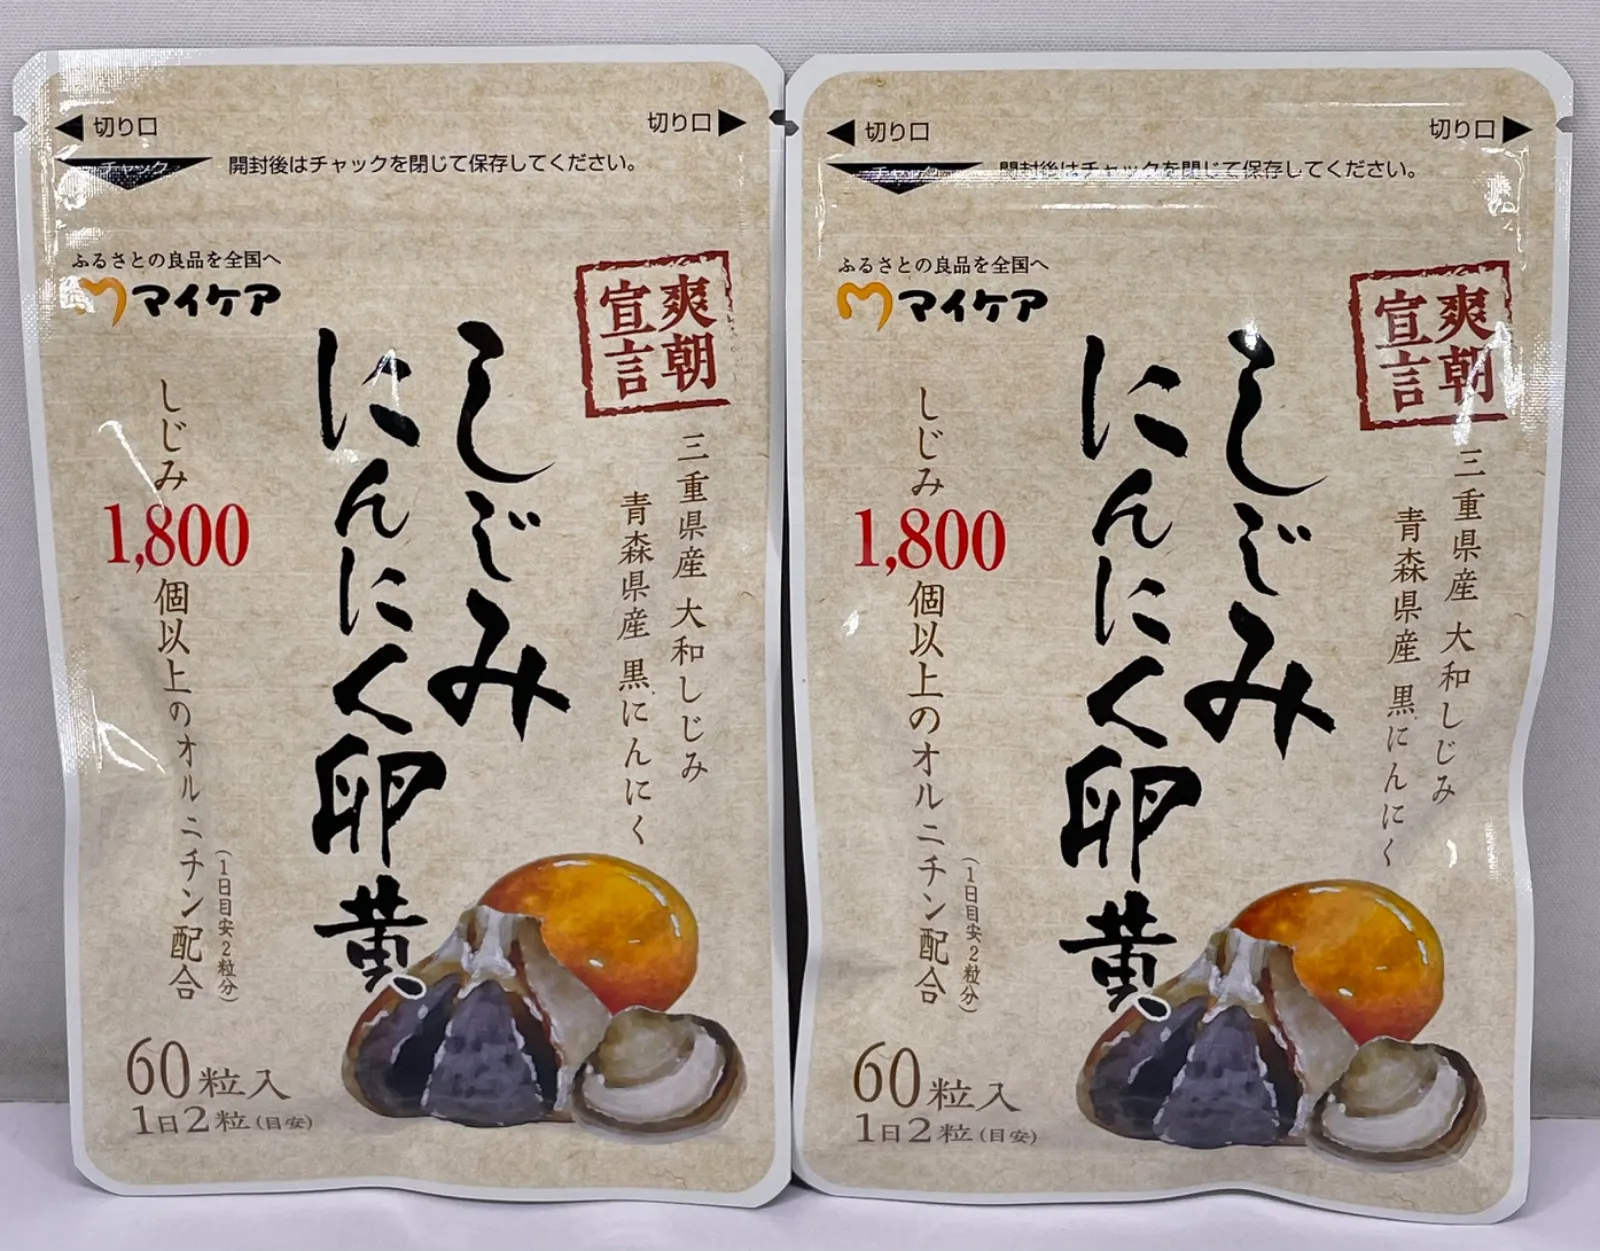 切り口
切り口
チャック
開封後はチャックを閉じて保存してください。
ふるさとの良品を全国へ
マイケア
爽朝
宣言
三重県産 大和しじみ
青森県産 黒にんにく
しじみ
にんにく卵黄
しじみ
1,800
個以上のオルニチン配合
(1日目安2粒分)
60粒入
1日2粒(目安)
切り口
切り口
開封後はチャックを閉じて保存してください。
ふるさとの良品を全国へ
マイケア
爽朝
宣言
三重県産 大和しじみ
青森県産 黒にんにく
しじみ
にんにく卵黄
しじみ
1,800
個以上のオルニチン配合
(1日目安2粒分)
60粒入
1日2粒(目安)